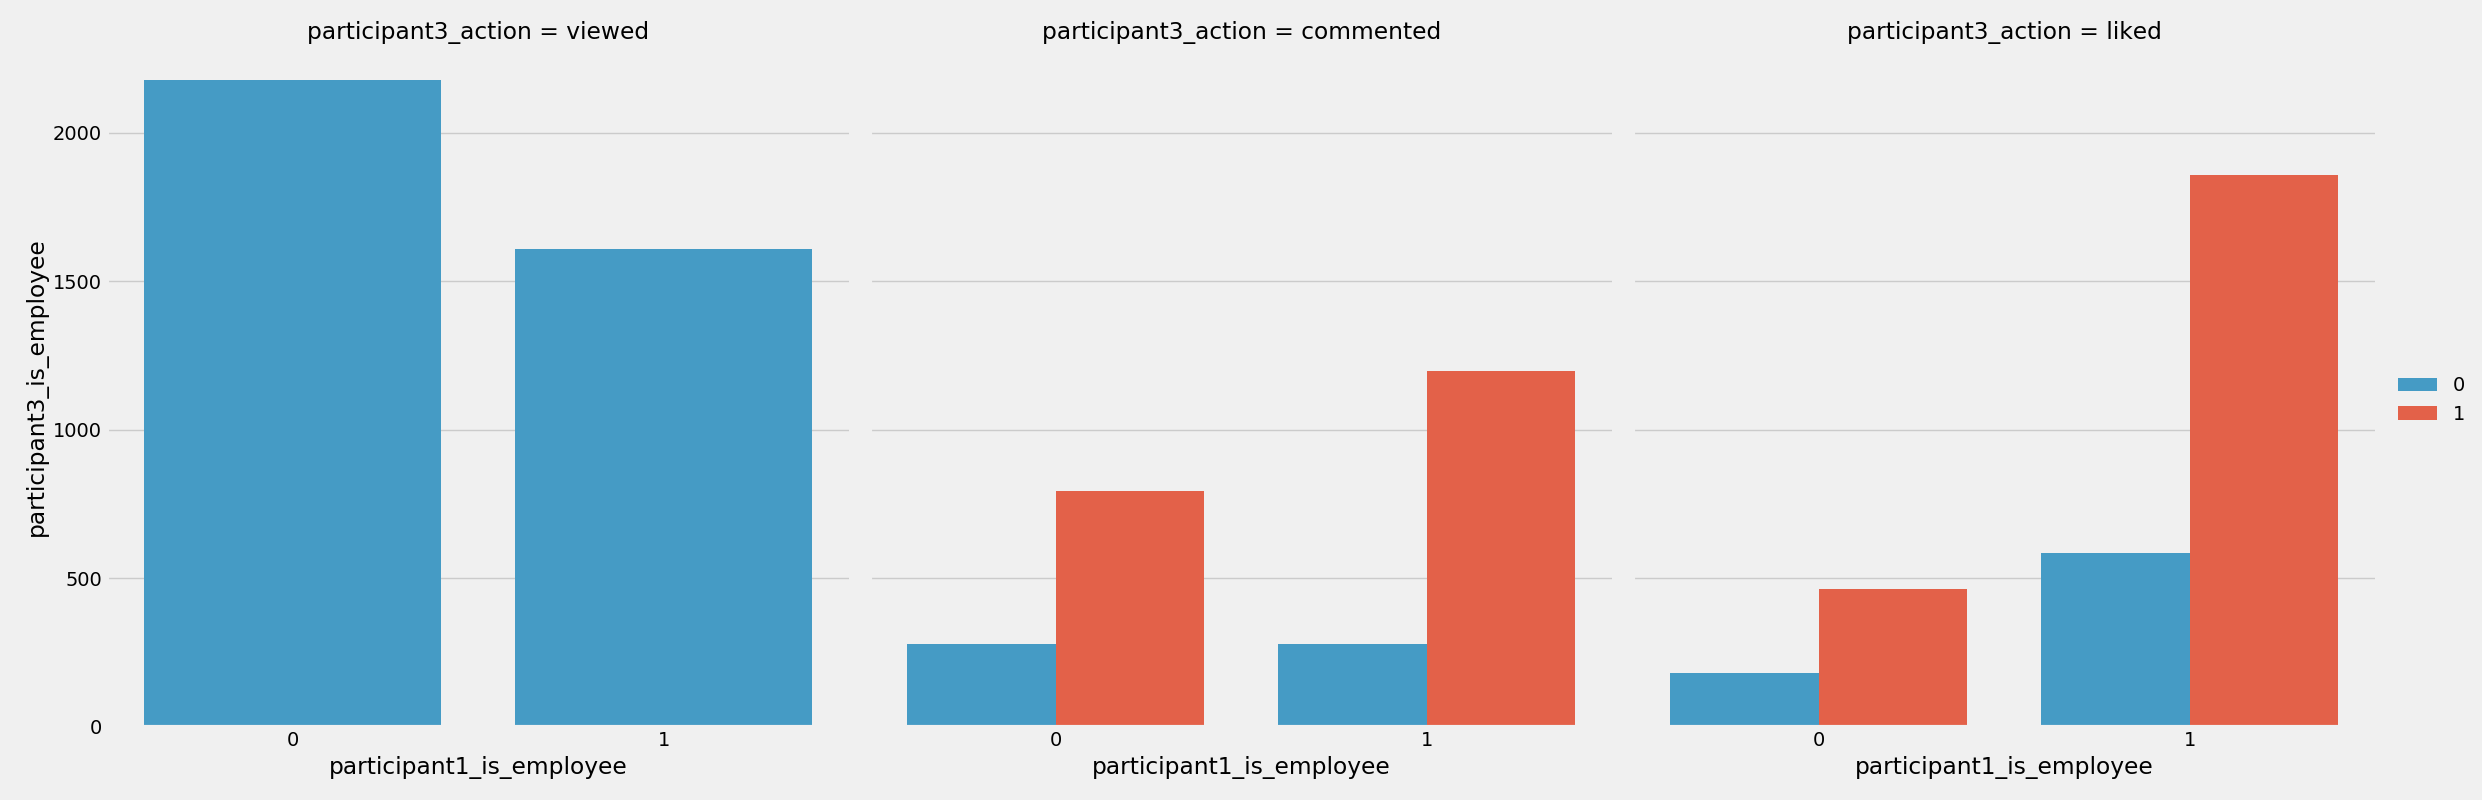 participant3_action = viewed
participant3_action = commented
participant3_action = liked
participant3_is_employee
2000
1500
1000
500
0
0
1
0
1
0
1
participant1_is_employee
participant1_is_employee
participant1_is_employee
0
1